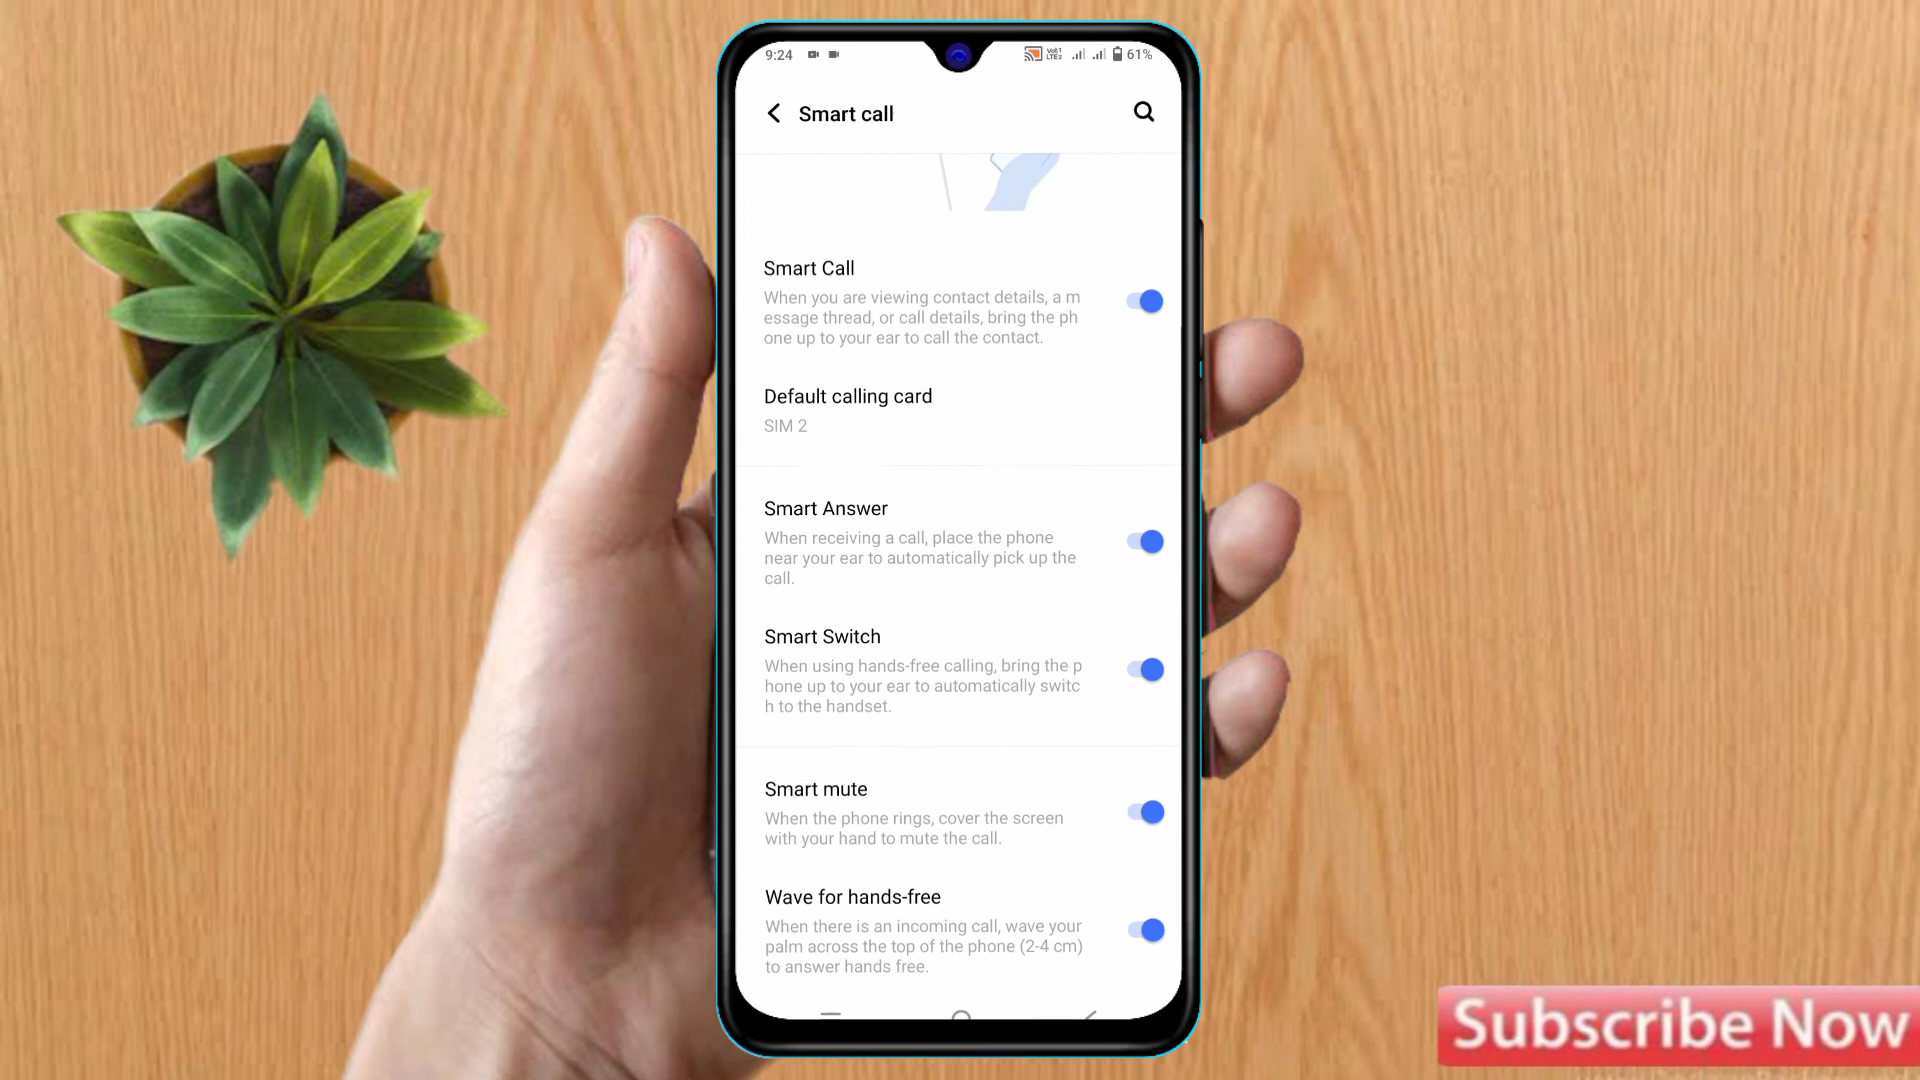 9:24
61%
Smart call
Smart Call
When you are viewing contact details, a m
essage thread, or call details, bring the ph
one up to your ear to call the contact.
Default calling card
SIM 2
Smart Answer
When receiving a call, place the phone
near your ear to automatically pick up the
call.
Smart Switch
When using hands-free calling, bring the p
hone up to your ear to automatically switc
h to the handset.
Smart mute
When the phone rings, cover the screen
with your hand to mute the call.
Wave for hands-free
When there is an incoming call, wave your
palm across the top of the phone (2-4 cm)
to answer hands free.
Subscribe Now